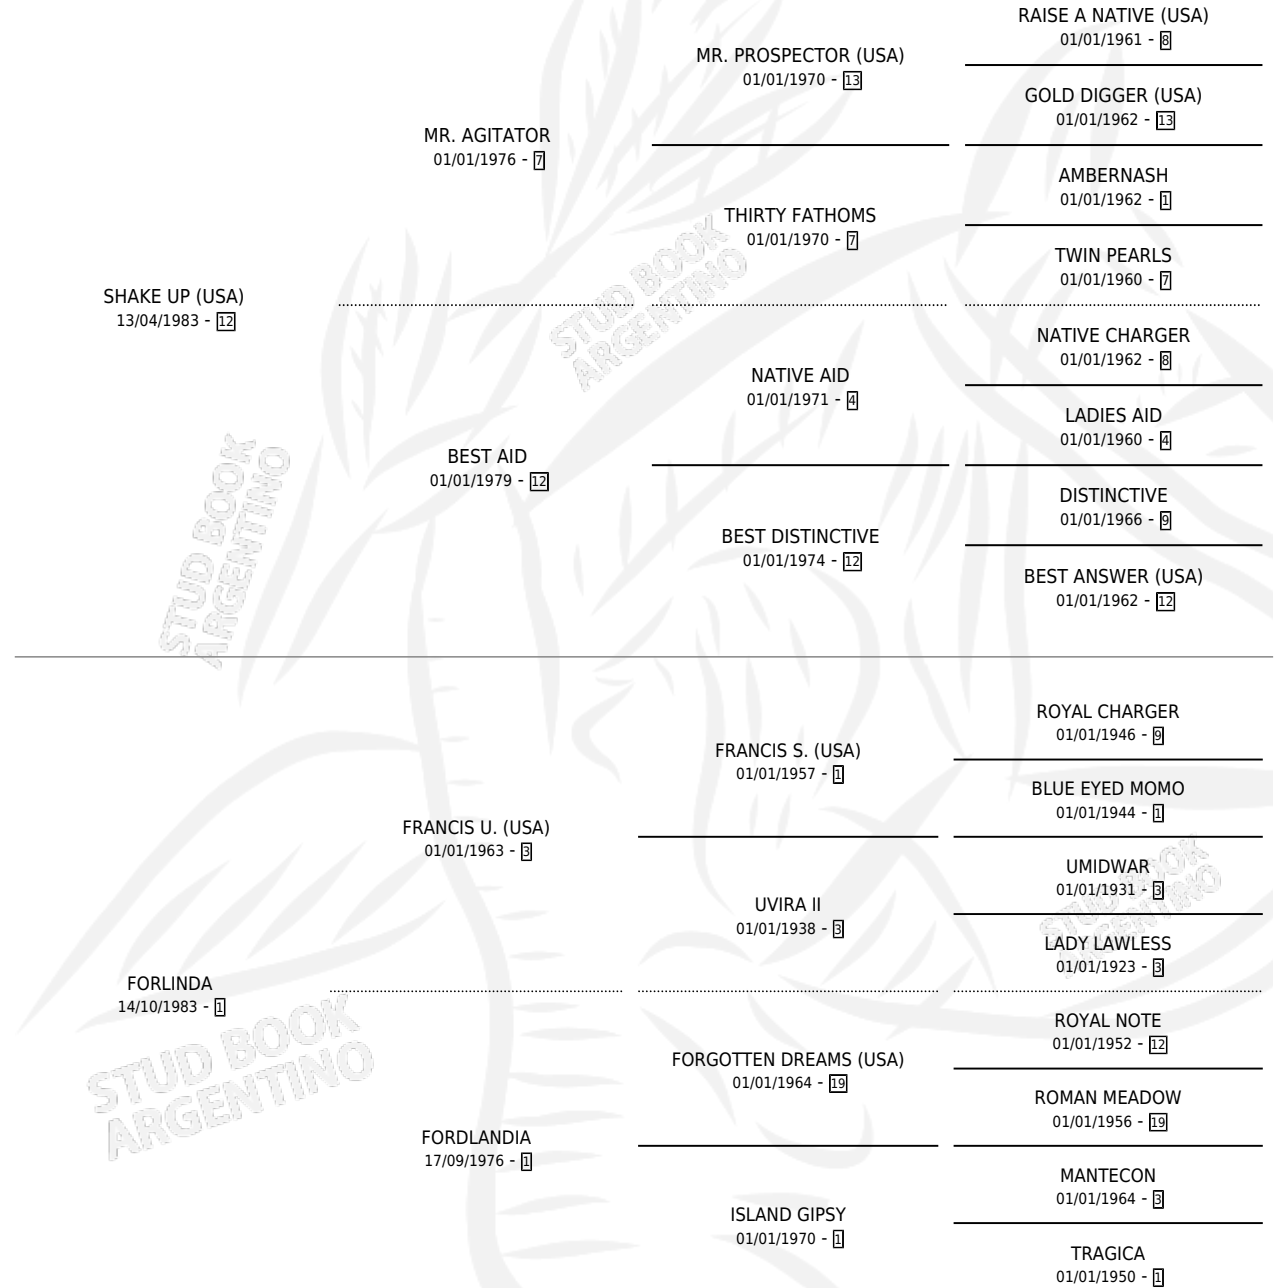 RAISE A NATIVE (USA)
01/01/1961 - 8
MR. PROSPECTOR (USA)
01/01/1970 - 13
GOLD DIGGER (USA)
01/01/1962 - 13
MR. AGITATOR
01/01/1976 - 7
AMBERNASH
01/01/1962 - 1
THIRTY FATHOMS
01/01/1970 - 7
TWIN PEARLS
01/01/1960 - 7
SHAKE UP (USA)
13/04/1983 - 12
NATIVE CHARGER
01/01/1962 - 8
NATIVE AID
01/01/1971 - 4
LADIES AID
01/01/1960 - 4
BEST AID
01/01/1979 - 12
DISTINCTIVE
01/01/1966 - 9
BEST DISTINCTIVE
01/01/1974 - 12
BEST ANSWER (USA)
01/01/1962 - 12
ROYAL CHARGER
01/01/1946 - 9
FRANCIS S. (USA)
01/01/1957 - 1
BLUE EYED MOMO
01/01/1944 - 1
FRANCIS U. (USA)
01/01/1963 - 3
UMIDWAR
01/01/1931 - 3
UVIRA II
01/01/1938 - 3
LADY LAWLESS
01/01/1923 - 3
FORLINDA
14/10/1983 - 1
ROYAL NOTE
01/01/1952 - 12
FORGOTTEN DREAMS (USA)
01/01/1964 - 19
ROMAN MEADOW
01/01/1956 - 19
FORDLANDIA
17/09/1976 - 1
MANTECON
01/01/1964 - 3
ISLAND GIPSY
01/01/1970 - 1
TRAGICA
01/01/1950 - 1
STUD BOOK
ARGENTINO
STUD BOOK
ARGENTINO
STUD BOOK
ARGENTINO
STUD BOOK
ARGENTINO